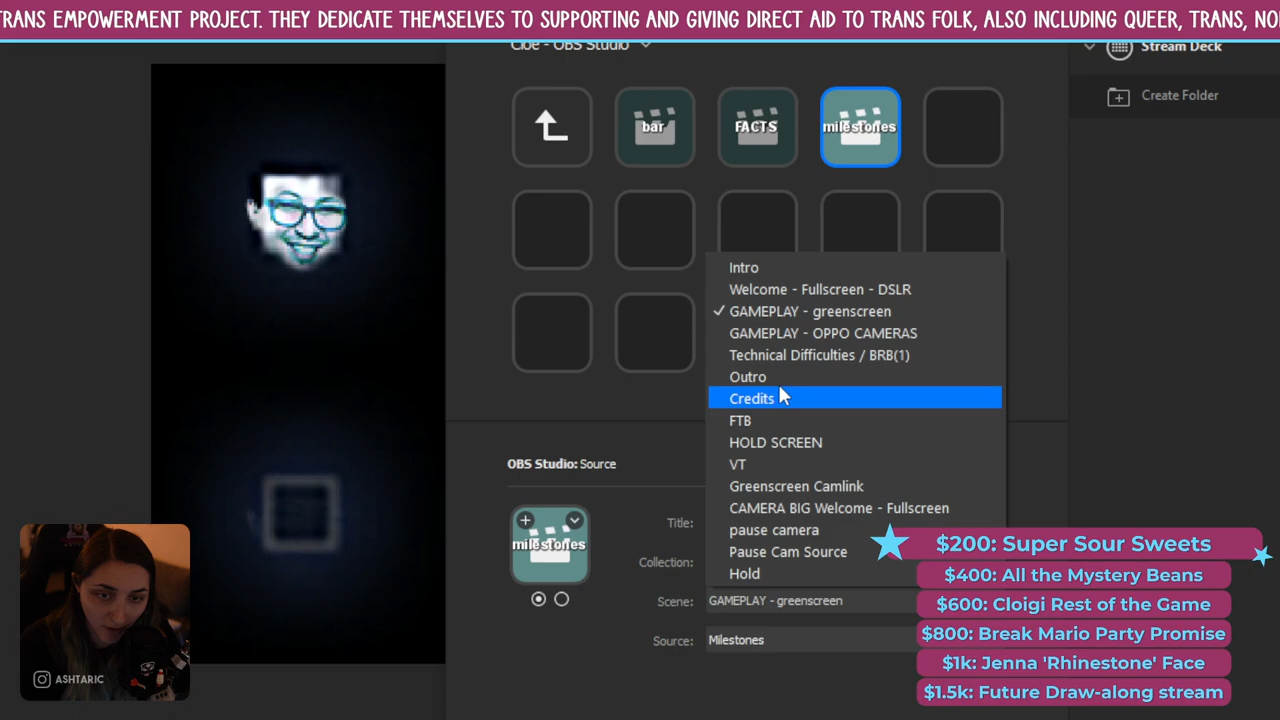 TRANS EMPOWERMENT PROJECT. THEY DEDICATE THEMSELVES TO SUPPORTING AND GIVING DIRECT AID TO TRANS FOLK, ALSO INCLUDING QUEER, TRANS, NO
Cloe - OBS Studio
Stream Deck
Create Folder
bar
FACTS
milestones
Intro
Welcome - Fullscreen - DSLR
GAMEPLAY - greenscreen
GAMEPLAY - OPPO CAMERAS
Technical Difficulties / BRB(1)
Outro
Credits
FTB
HOLD SCREEN
VT
Greenscreen Camlink
CAMERA BIG Welcome - Fullscreen
pause camera
Pause Cam Source
Hold
OBS Studio: Source
milestones
Title:
Collection:
Scene: GAMEPLAY - greenscreen
Source: Milestones
$200: Super Sour Sweets
$400: All the Mystery Beans
$600: Cloigi Rest of the Game
$800: Break Mario Party Promise
$1k: Jenna 'Rhinestone' Face
$1.5k: Future Draw-along stream
ASHTARIC